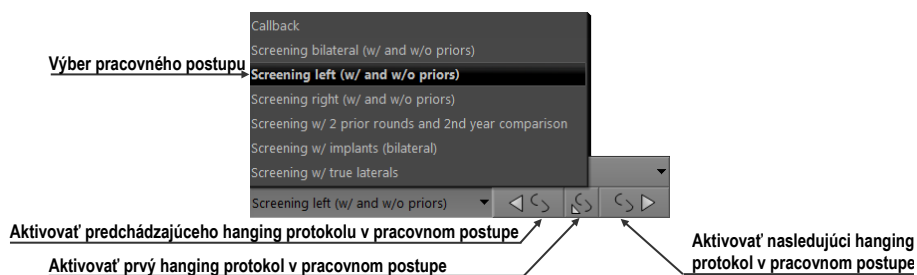 Callback
Screening bilateral (w/ and w/o priors)
Výber pracovného postupu
Screening left (w/ and w/o priors)
Screening right (w/ and w/o priors)
Screening w/ 2 prior rounds and 2nd year comparison
Screening w/ implants (bilateral)
Screening w/ true laterals
Screening left (w/ and w/o priors)
Aktivovať predchádzajúceho hanging protokolu v pracovnom postupe
Aktivovať prvý hanging protokol v pracovnom postupe
Aktivovať nasledujúci hanging
protokol v pracovnom postupe